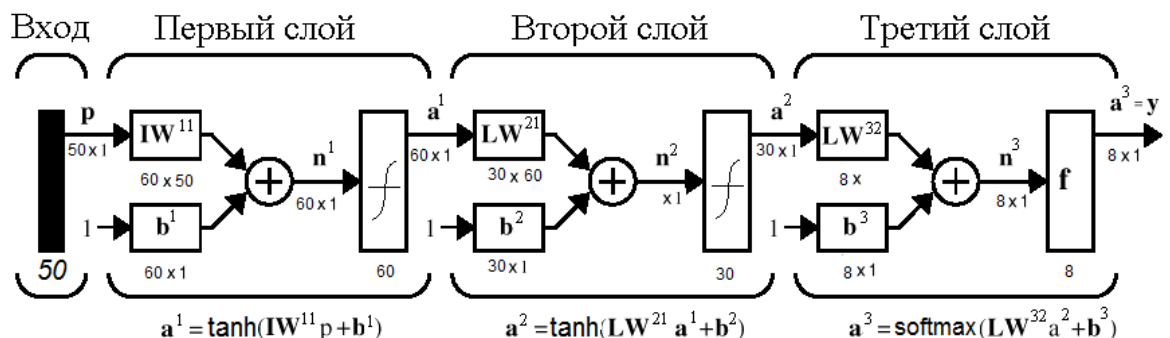 Вход Первый слой Второй слой Третий слой
p a¹ a² a³ = y
IW¹¹ LW²¹ LW³²
50 x 1 60 x 1 30 x 1 8 x 1
n¹ n² n³
60 x 50 30 x 60 8 x
60 x 1 x 1 8 x 1 f
1 b¹ 1 b² 1 b³
50 60 x 1 60 30 x 1 30 8 x 1 8
a¹ = tanh(IW¹¹ p + b¹) a² = tanh(LW²¹ a¹ + b²) a³ = softmax(LW³² a² + b³)